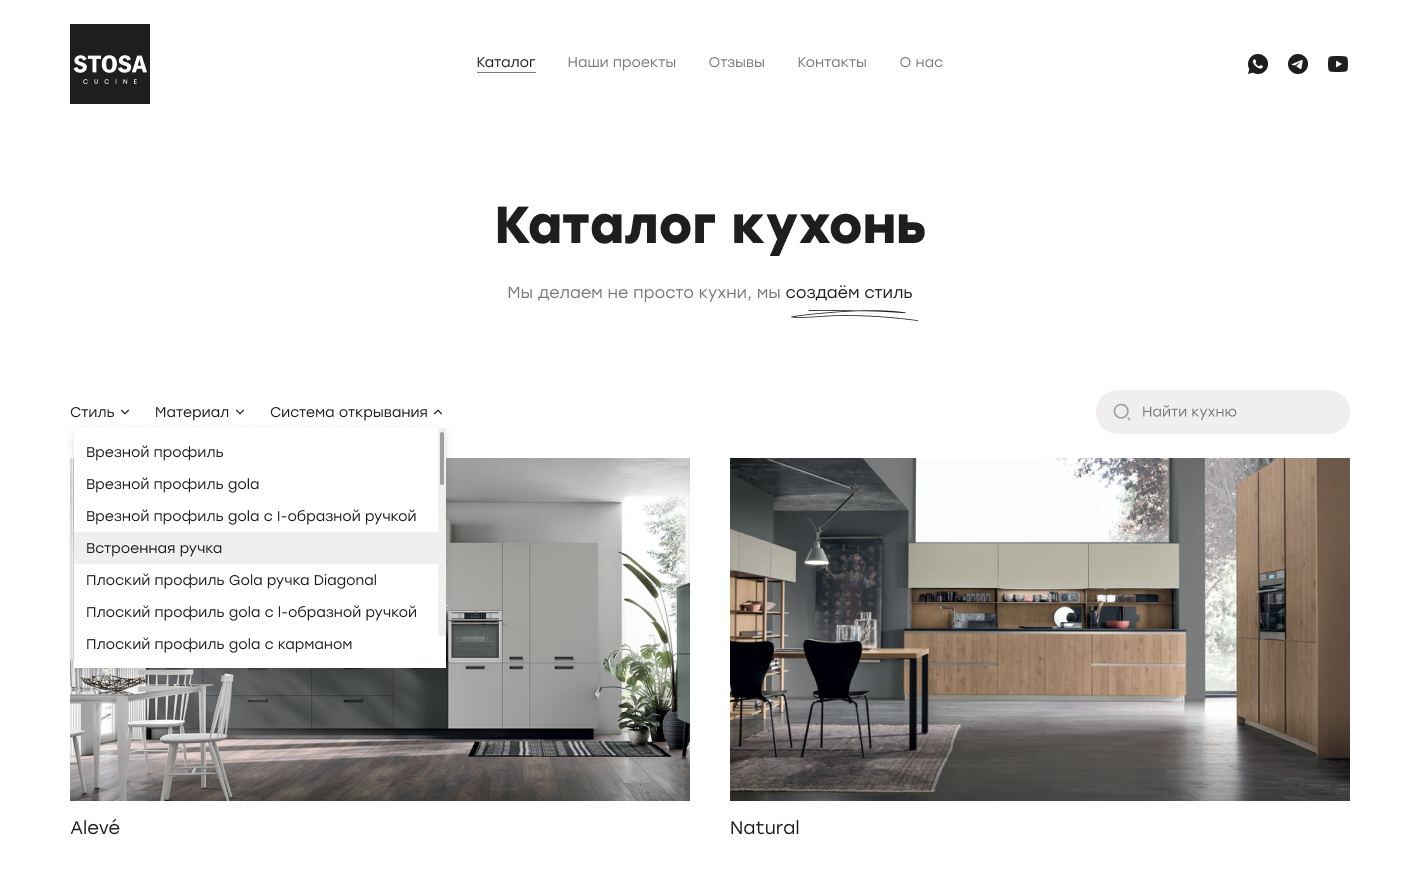 STOSA
CUCINE
Каталог Наши проекты Отзывы Контакты О нас
Каталог кухонь
Мы делаем не просто кухни, мы создаём стиль
Стиль Материал Система открывания
Найти кухню
Врезной профиль
Врезной профиль gola
Врезной профиль gola с l-образной ручкой
Встроенная ручка
Плоский профиль Gola ручка Diagonal
Плоский профиль gola с l-образной ручкой
Плоский профиль gola с карманом
Alevé
Natural